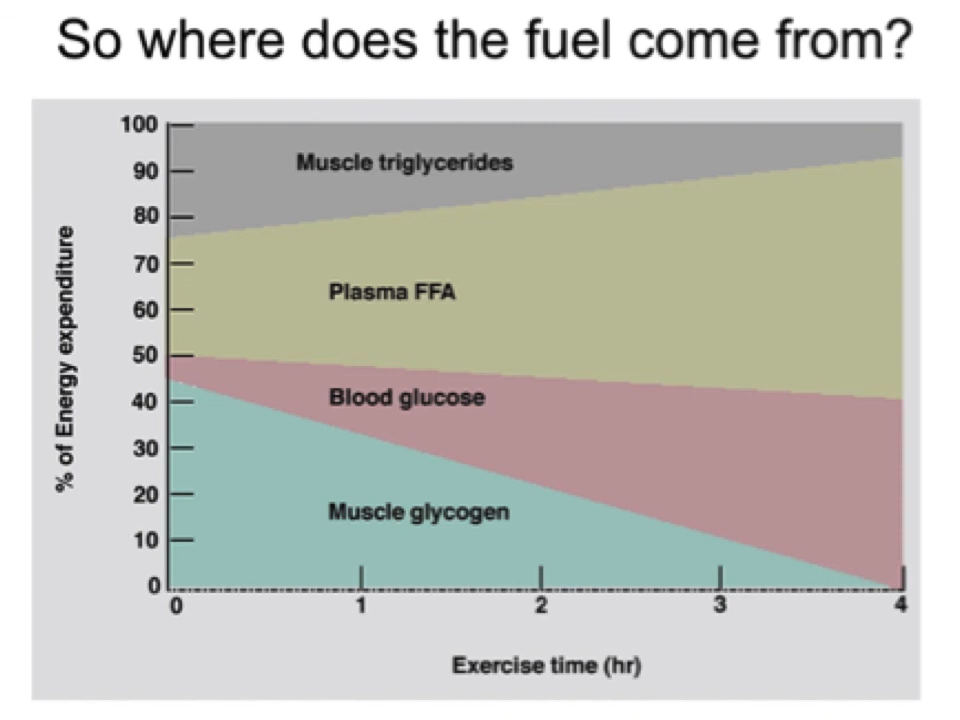 So where does the fuel come from?
100
90
80
70
60
50
40
30
20
10
0
% of Energy expenditure
Muscle triglycerides
Plasma FFA
Blood glucose
Muscle glycogen
0 1 2 3 4
Exercise time (hr)